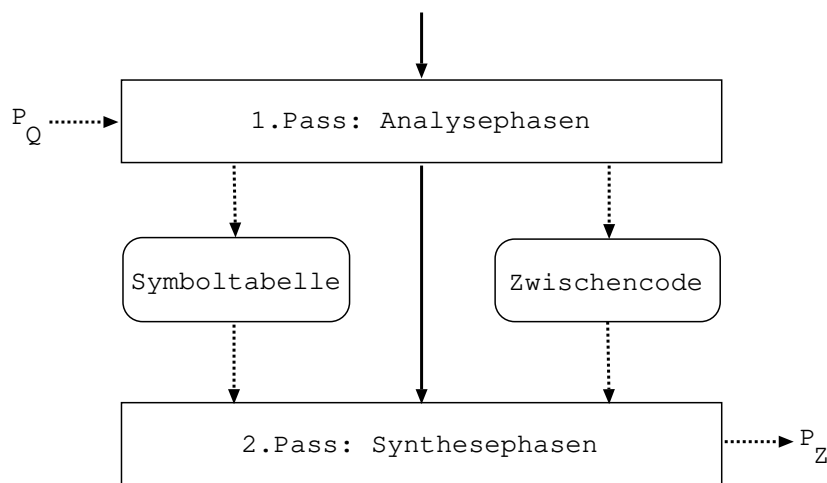 P_Q
1.Pass: Analysephasen
Symboltabelle
Zwischencode
2.Pass: Synthesephasen
P_Z